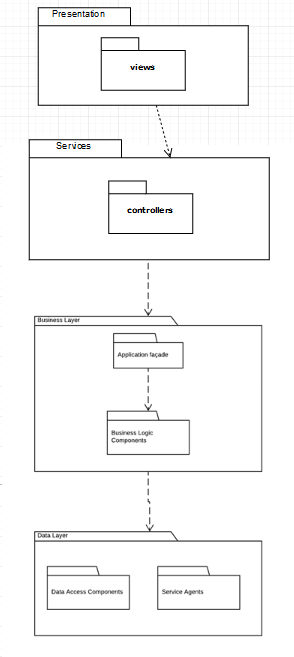 Presentation
views
Services
controllers
Business Layer
Application façade
Business Logic
Components
Data Layer
Data Access Components
Service Agents